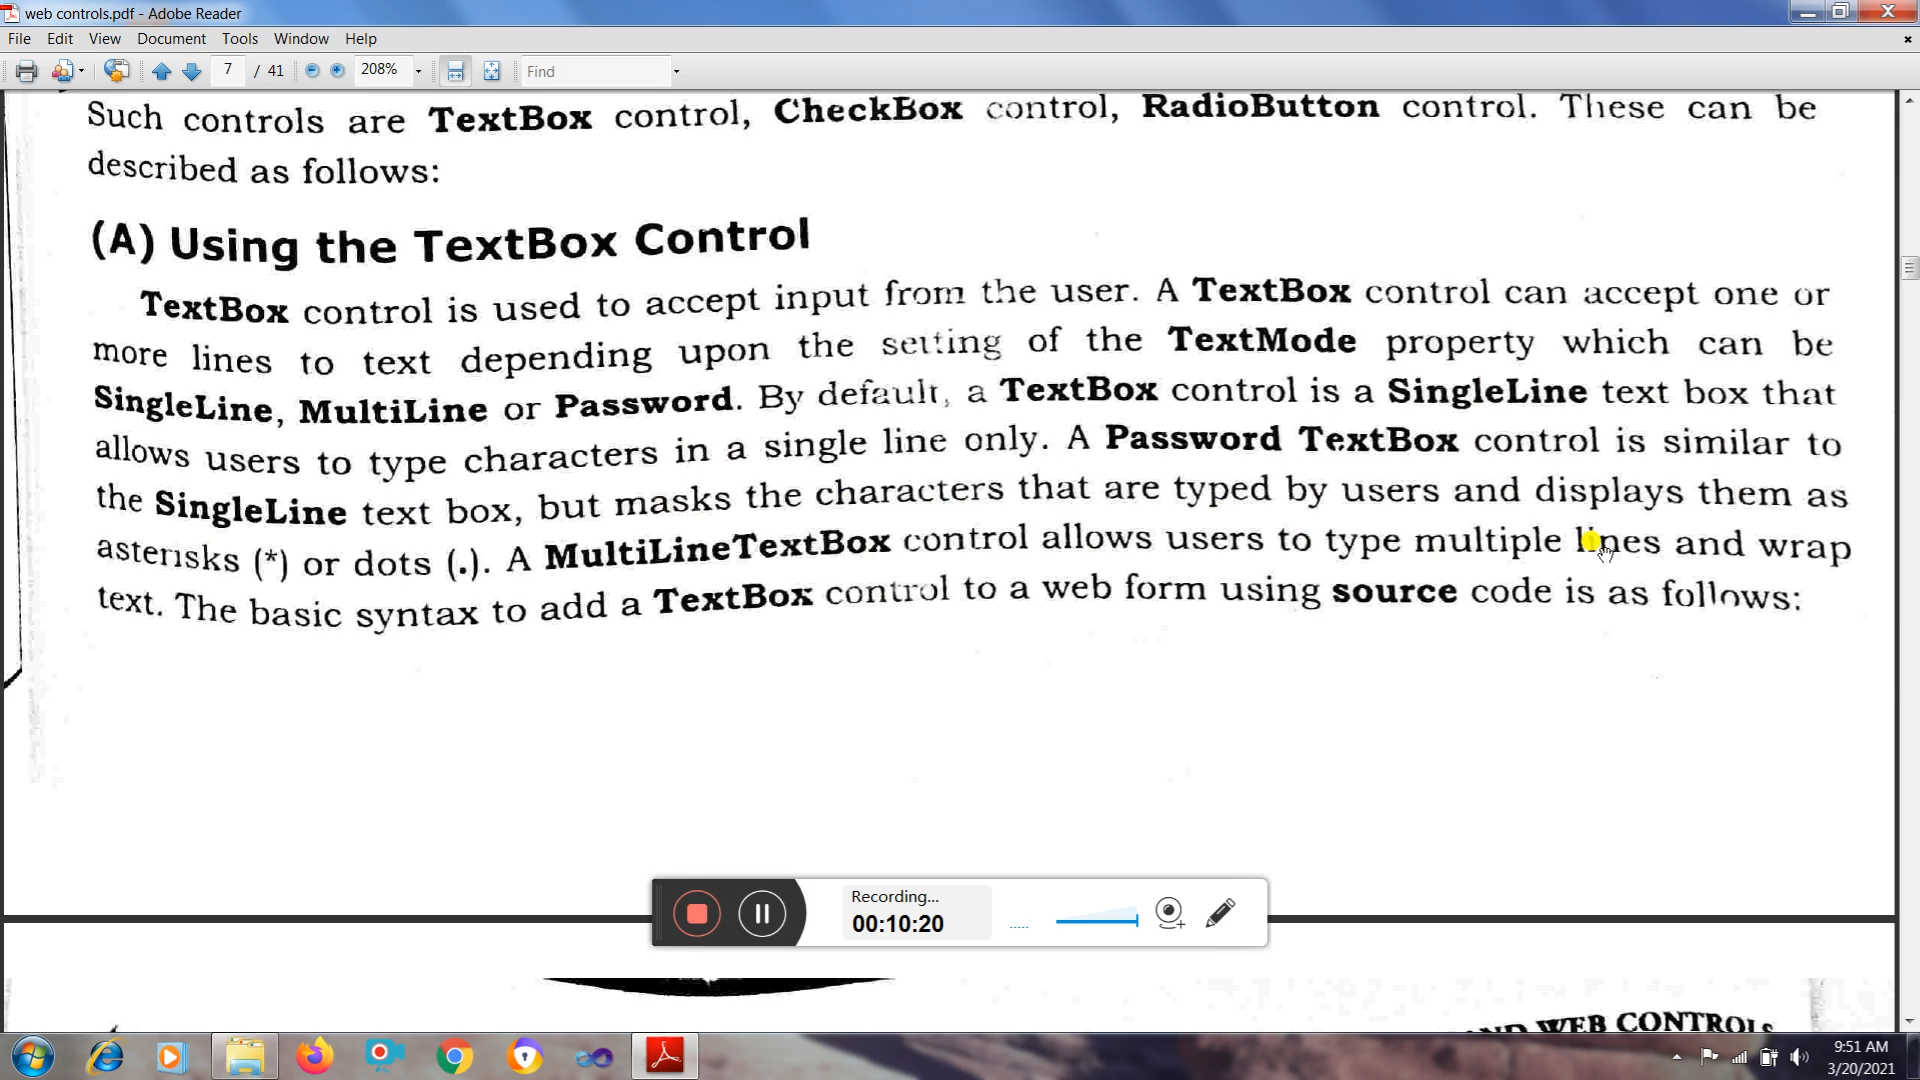 web controls.pdf - Adobe Reader
File Edit View Document Tools Window Help
7 / 41 208% Find
Such controls are TextBox control, CheckBox control, RadioButton control. These can be
described as follows:
(A) Using the TextBox Control
TextBox control is used to accept input from the user. A TextBox control can accept one or
more lines to text depending upon the setting of the TextMode property which can be
SingleLine, MultiLine or Password. By default, a TextBox control is a SingleLine text box that
allows users to type characters in a single line only. A Password TextBox control is similar to
the SingleLine text box, but masks the characters that are typed by users and displays them as
asterisks (*) or dots (.). A MultiLineTextBox control allows users to type multiple lines and wrap
text. The basic syntax to add a TextBox control to a web form using source code is as follows:
Recording...
00:10:20
AND WEB CONTROLS
9:51 AM
3/20/2021